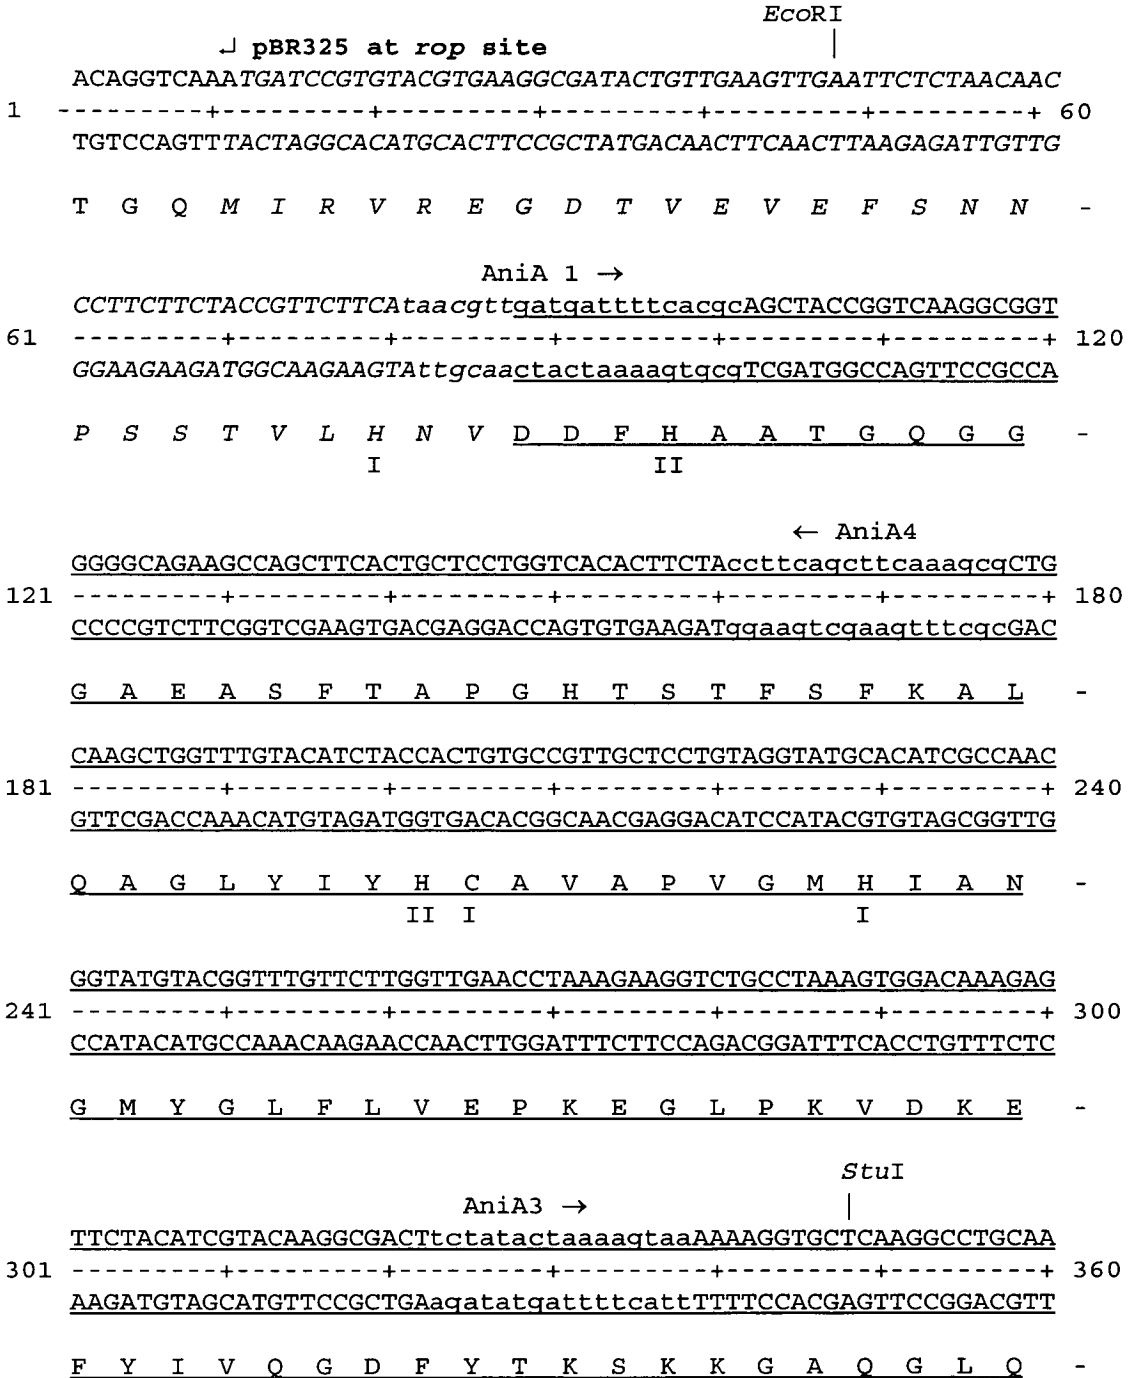 EcoRI
↲ pBR325 at rop site |
ACAGGTCAAATGATCCGTGTACGTGAAGGCGATACTGTTGAAGTTGAATTCTCTAACAAC
1 ---------+---------+---------+---------+---------+---------+ 60
TGTCCAGTTTACTAGGCACATGCACTTCCGCTATGACAACTTCAACTTAAGAGATTGTTG
T G Q M I R V R E G D T V E V E F S N N -
AniA 1 →
CCTTCTTCTACCGTTCTTCAtaacgttgatgattttcacgcAGCTACCGGTCAAGGCGGT
61 ---------+---------+---------+---------+---------+---------+ 120
GGAAGAAGATGGCAAGAAGTAttgcaactactaaaagtgcgTCGATGGCCAGTTCCGCCA
P S S T V L H N V D D F H A A T G Q G G -
I II
← AniA4
GGGGCAGAAGCCAGCTTCACTGCTCCTGGTCACACTTCTAccttcagcttcaaagcgCTG
121 ---------+---------+---------+---------+---------+---------+ 180
CCCCGTCTTCGGTCGAAGTGACGAGGACCAGTGTGAAGATggaagtcgaagtttcgcGAC
G A E A S F T A P G H T S T F S F K A L -
CAAGCTGGTTTGTACATCTACCACTGTGCCGTTGCTCCTGTAGGTATGCACATCGCCAAC
181 ---------+---------+---------+---------+---------+---------+ 240
GTTCGACCAAACATGTAGATGGTGACACGGCAACGAGGACATCCATACGTGTAGCGGTTG
Q A G L Y I Y H C A V A P V G M H I A N -
II I I
GGTATGTACGGTTTGTTCTTGGTTGAACCTAAAGAAGGTCTGCCTAAAGTGGACAAAGAG
241 ---------+---------+---------+---------+---------+---------+ 300
CCATACATGCCAAACAAGAACCAACTTGGATTTCTTCCAGACGGATTTCACCTGTTTCTC
G M Y G L F L V E P K E G L P K V D K E -
StuI
AniA3 → |
TTCTACATCGTACAAGGCGACTtctatactaaaagtaaAAAAGGTGCTCAAGGCCTGCAA
301 ---------+---------+---------+---------+---------+---------+ 360
AAGATGTAGCATGTTCCGCTGAagatatgattttcattTTTTCCACGAGTTCCGGACGTT
F Y I V Q G D F Y T K S K K G A Q G L Q -